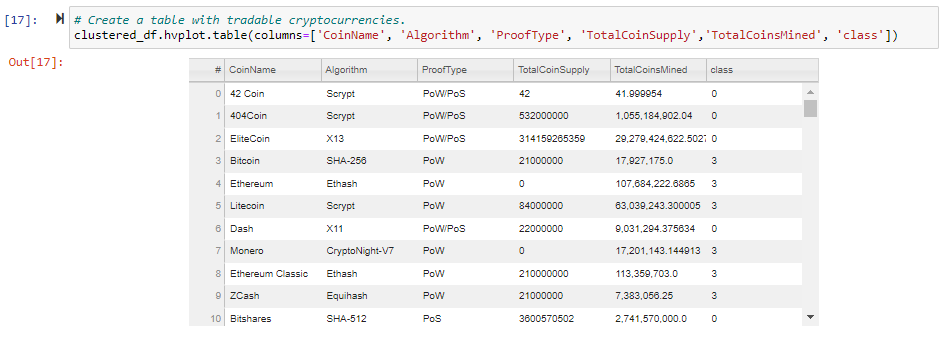 [17]: # Create a table with tradable cryptocurrencies.
clustered_df.hvplot.table(columns=['CoinName', 'Algorithm', 'ProofType', 'TotalCoinSupply','TotalCoinsMined', 'class'])
Out[17]:
# CoinName Algorithm ProofType TotalCoinSupply TotalCoinsMined class
0 42 Coin Scrypt PoW/PoS 42 41.999954 0
1 404Coin Scrypt PoW/PoS 532000000 1,055,184,902.04 0
2 EliteCoin X13 PoW/PoS 314159265359 29,279,424,622.5027 0
3 Bitcoin SHA-256 PoW 21000000 17,927,175.0 3
4 Ethereum Ethash PoW 0 107,684,222.6865 3
5 Litecoin Scrypt PoW 84000000 63,039,243.300005 3
6 Dash X11 PoW/PoS 22000000 9,031,294.375634 0
7 Monero CryptoNight-V7 PoW 0 17,201,143.144913 3
8 Ethereum Classic Ethash PoW 210000000 113,359,703.0 3
9 ZCash Equihash PoW 21000000 7,383,056.25 3
10 Bitshares SHA-512 PoS 3600570502 2,741,570,000.0 0